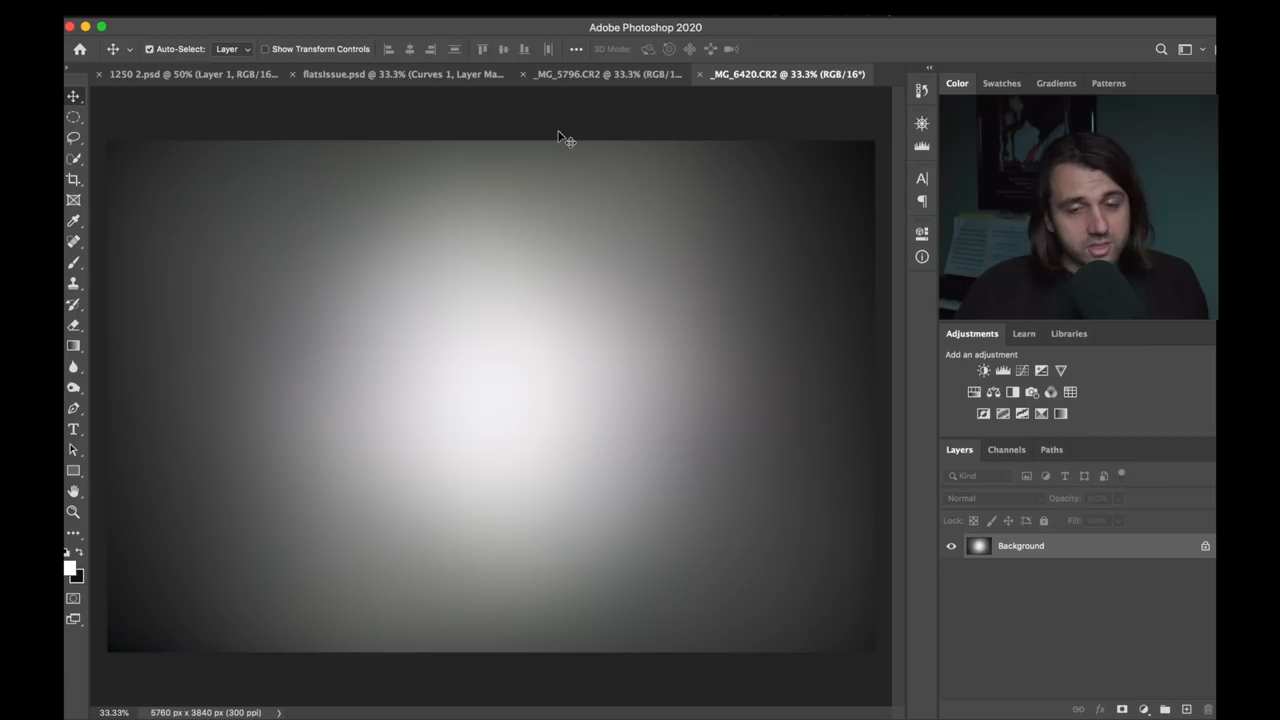 Adobe Photoshop 2020
Auto-Select: Layer Show Transform Controls 3D Mode:
1250 2.psd @ 50% (Layer 1, RGB/16... flatsIssue.psd @ 33.3% (Curves 1, Layer Ma... _MG_5796.CR2 @ 33.3% (RGB/1... _MG_6420.CR2 @ 33.3% (RGB/16*)
Color Swatches Gradients Patterns
Adjustments Learn Libraries
Add an adjustment
Layers Channels Paths
Kind
Normal Opacity: 100%
Lock: Fill: 100%
Background
33.33% 5760 px x 3840 px (300 ppi)